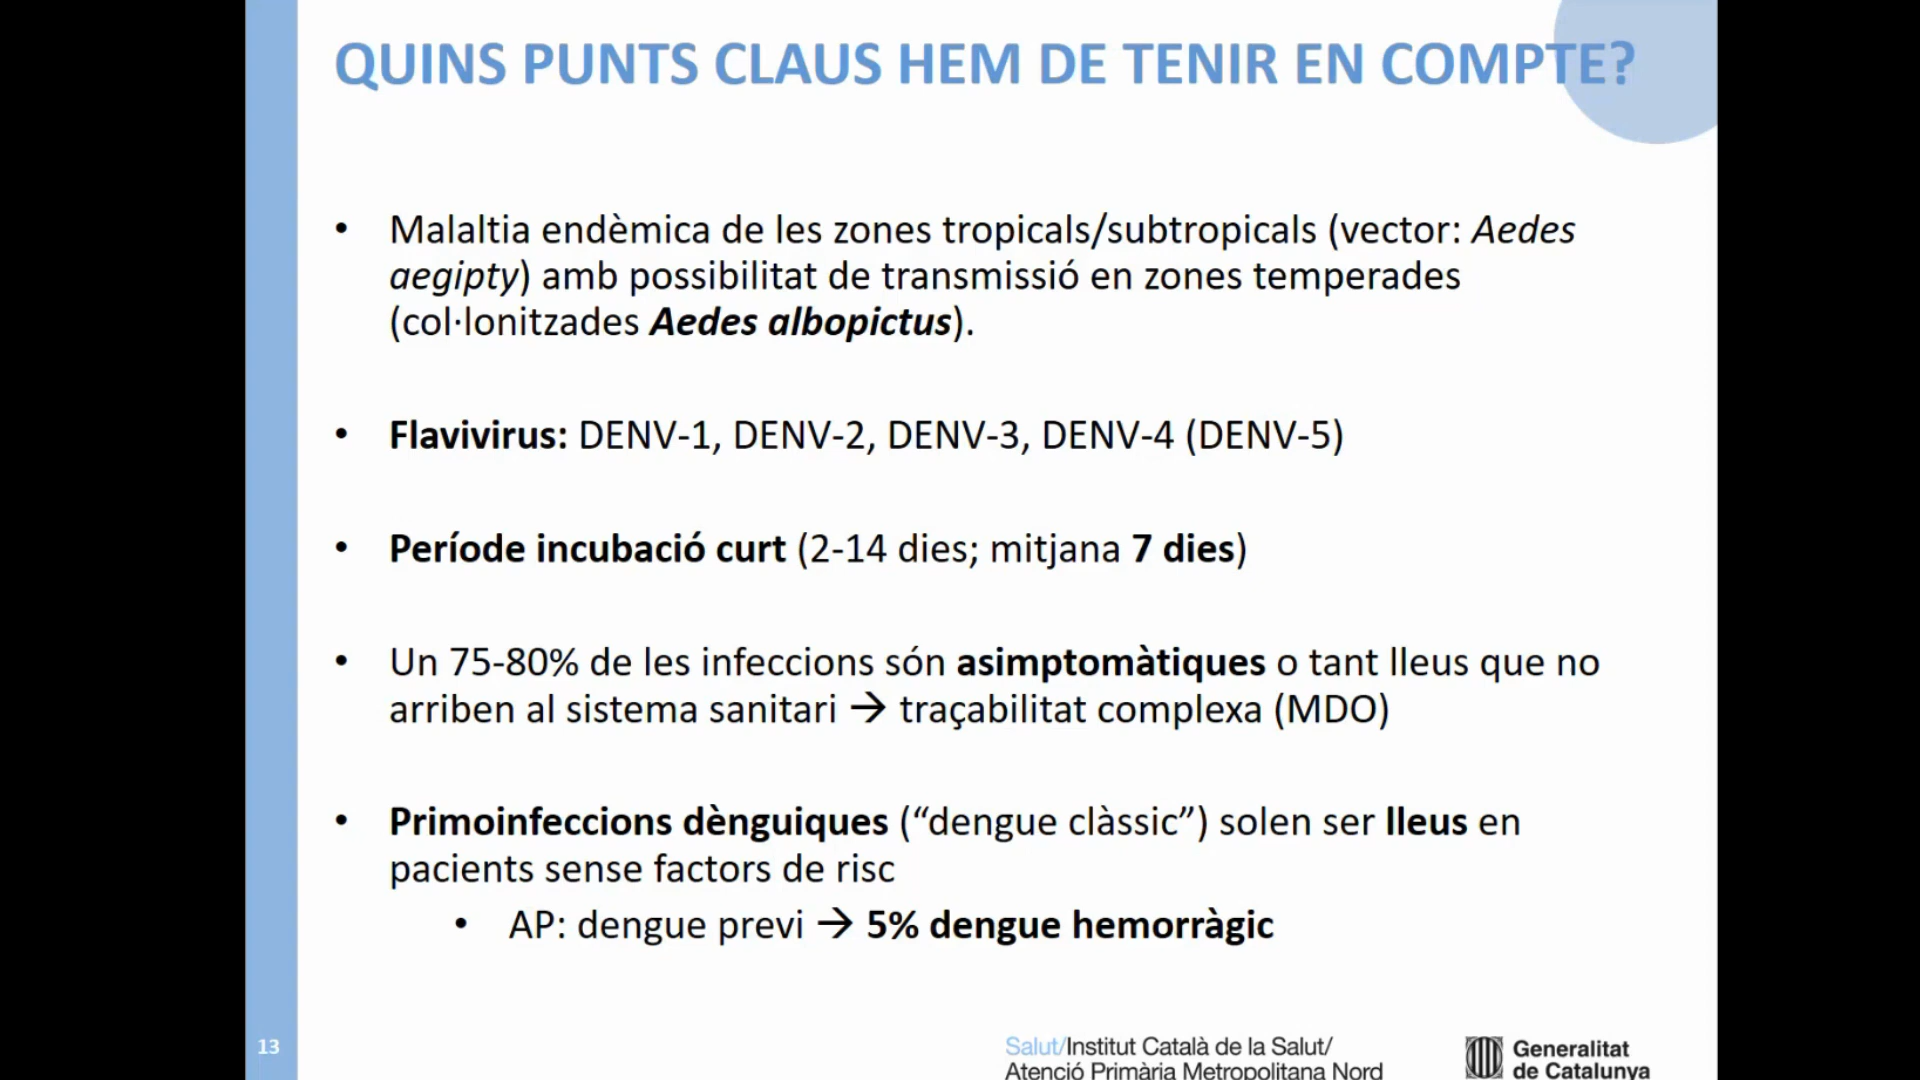 QUINS PUNTS CLAUS HEM DE TENIR EN COMPTE?
• Malaltia endèmica de les zones tropicals/subtropicals (vector: Aedes
aegipty) amb possibilitat de transmissió en zones temperades
(col·lonitzades Aedes albopictus).
• Flavivirus: DENV-1, DENV-2, DENV-3, DENV-4 (DENV-5)
• Període incubació curt (2-14 dies; mitjana 7 dies)
• Un 75-80% de les infeccions són asimptomàtiques o tant lleus que no
arriben al sistema sanitari → traçabilitat complexa (MDO)
• Primoinfeccions dènguiques (“dengue clàssic”) solen ser lleus en
pacients sense factors de risc
• AP: dengue previ → 5% dengue hemorràgic
13
Salut/Institut Català de la Salut/
Atenció Primària Metropolitana Nord
Generalitat
de Catalunya